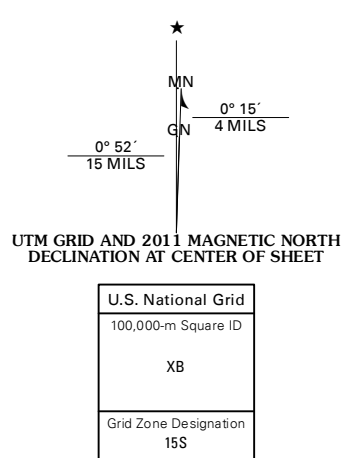 ★
MN
0° 15´
4 MILS
GN
0° 52´
15 MILS
UTM GRID AND 2011 MAGNETIC NORTH
DECLINATION AT CENTER OF SHEET
U.S. National Grid
100,000-m Square ID
XB
Grid Zone Designation
15S